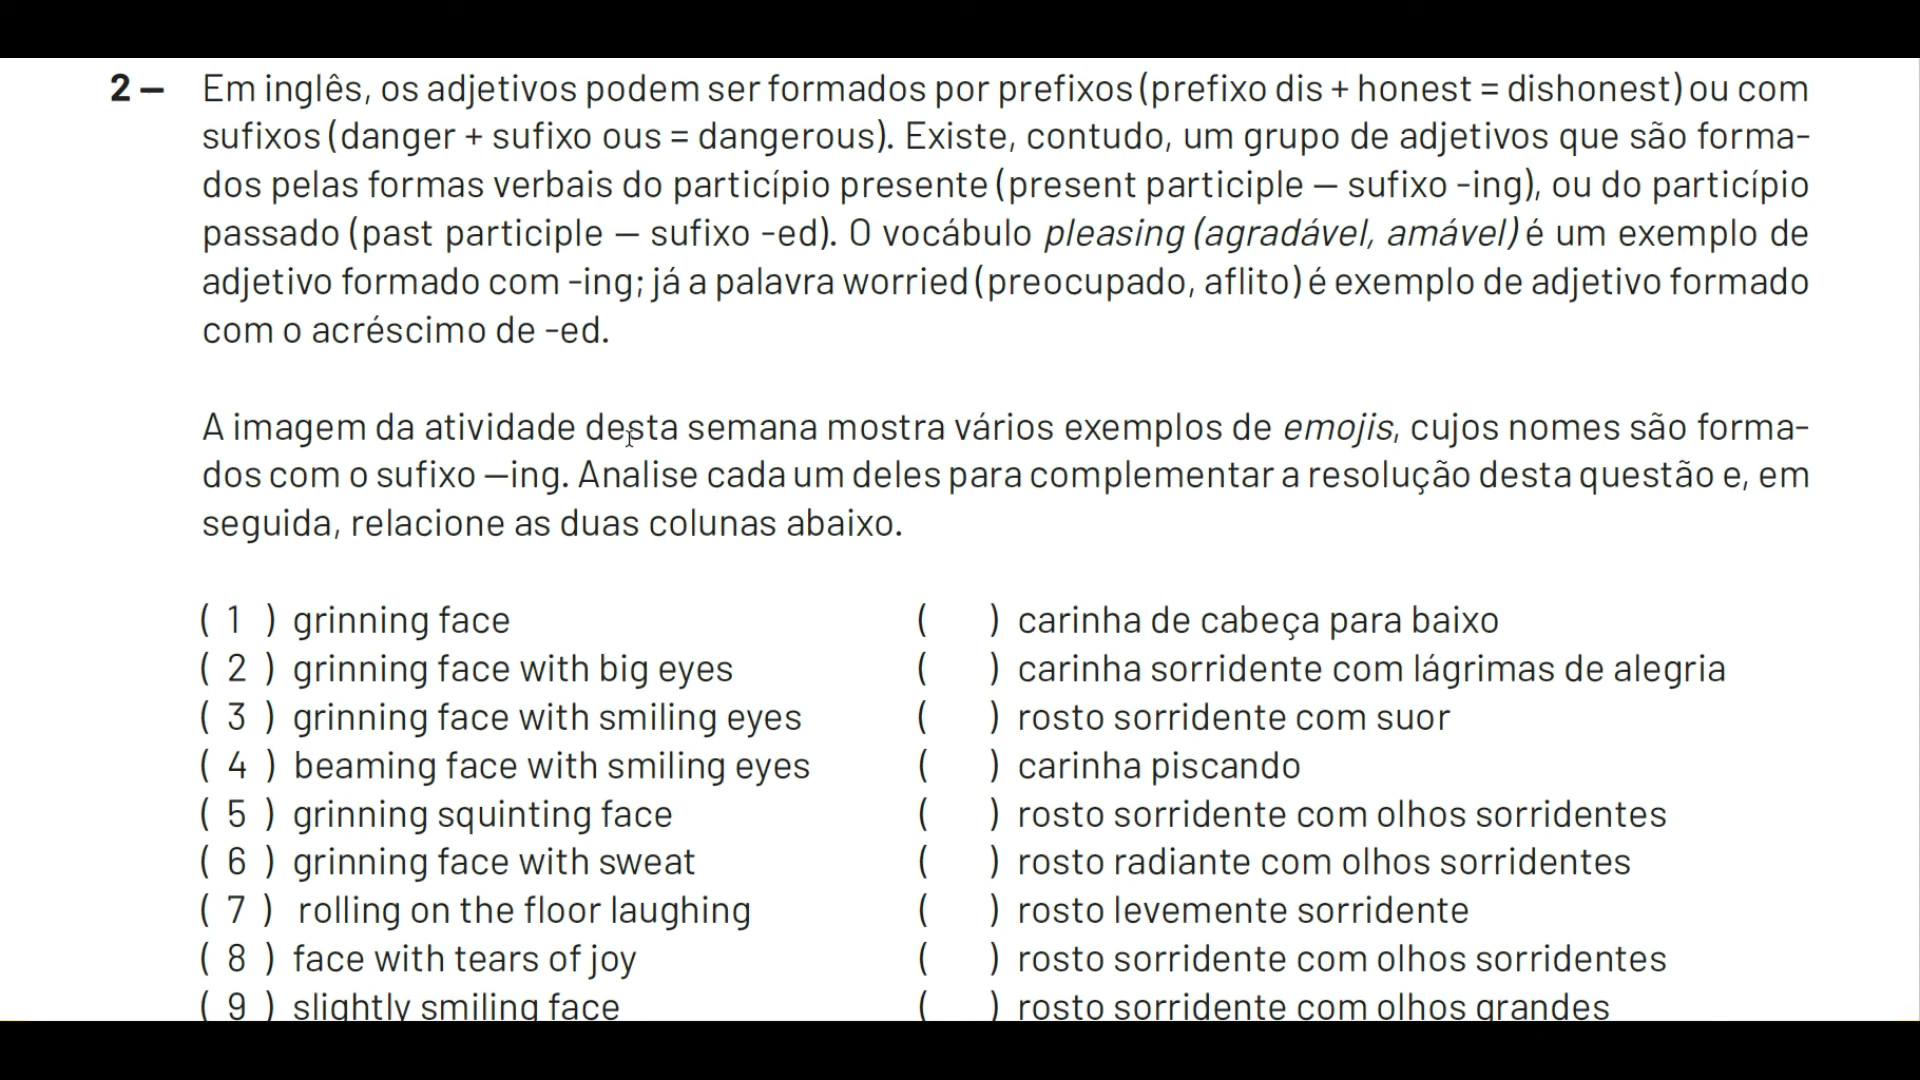 2 — Em inglês, os adjetivos podem ser formados por prefixos (prefixo dis + honest = dishonest) ou com
sufixos (danger + sufixo ous = dangerous). Existe, contudo, um grupo de adjetivos que são forma-
dos pelas formas verbais do particípio presente (present participle — sufixo -ing), ou do particípio
passado (past participle — sufixo -ed). O vocábulo pleasing (agradável, amável) é um exemplo de
adjetivo formado com -ing; já a palavra worried (preocupado, aflito) é exemplo de adjetivo formado
com o acréscimo de -ed.
A imagem da atividade desta semana mostra vários exemplos de emojis, cujos nomes são forma-
dos com o sufixo —ing. Analise cada um deles para complementar a resolução desta questão e, em
seguida, relacione as duas colunas abaixo.
( 1 ) grinning face
( 2 ) grinning face with big eyes
( 3 ) grinning face with smiling eyes
( 4 ) beaming face with smiling eyes
( 5 ) grinning squinting face
( 6 ) grinning face with sweat
( 7 ) rolling on the floor laughing
( 8 ) face with tears of joy
( 9 ) slightly smiling face
( ) carinha de cabeça para baixo
( ) carinha sorridente com lágrimas de alegria
( ) rosto sorridente com suor
( ) carinha piscando
( ) rosto sorridente com olhos sorridentes
( ) rosto radiante com olhos sorridentes
( ) rosto levemente sorridente
( ) rosto sorridente com olhos sorridentes
( ) rosto sorridente com olhos grandes